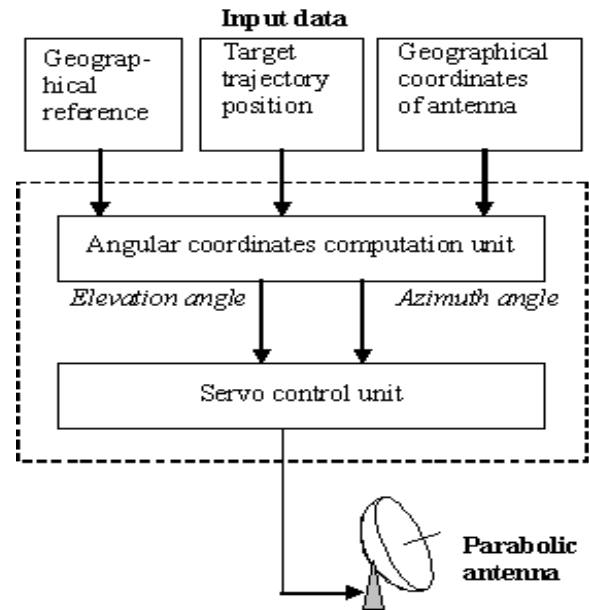 Input data
Geograp-
hical
reference
Target
trajectory
position
Geographical
coordinates
of antenna
Angular coordinates computation unit
Elevation angle
Azimuth angle
Servo control unit
Parabolic
antenna